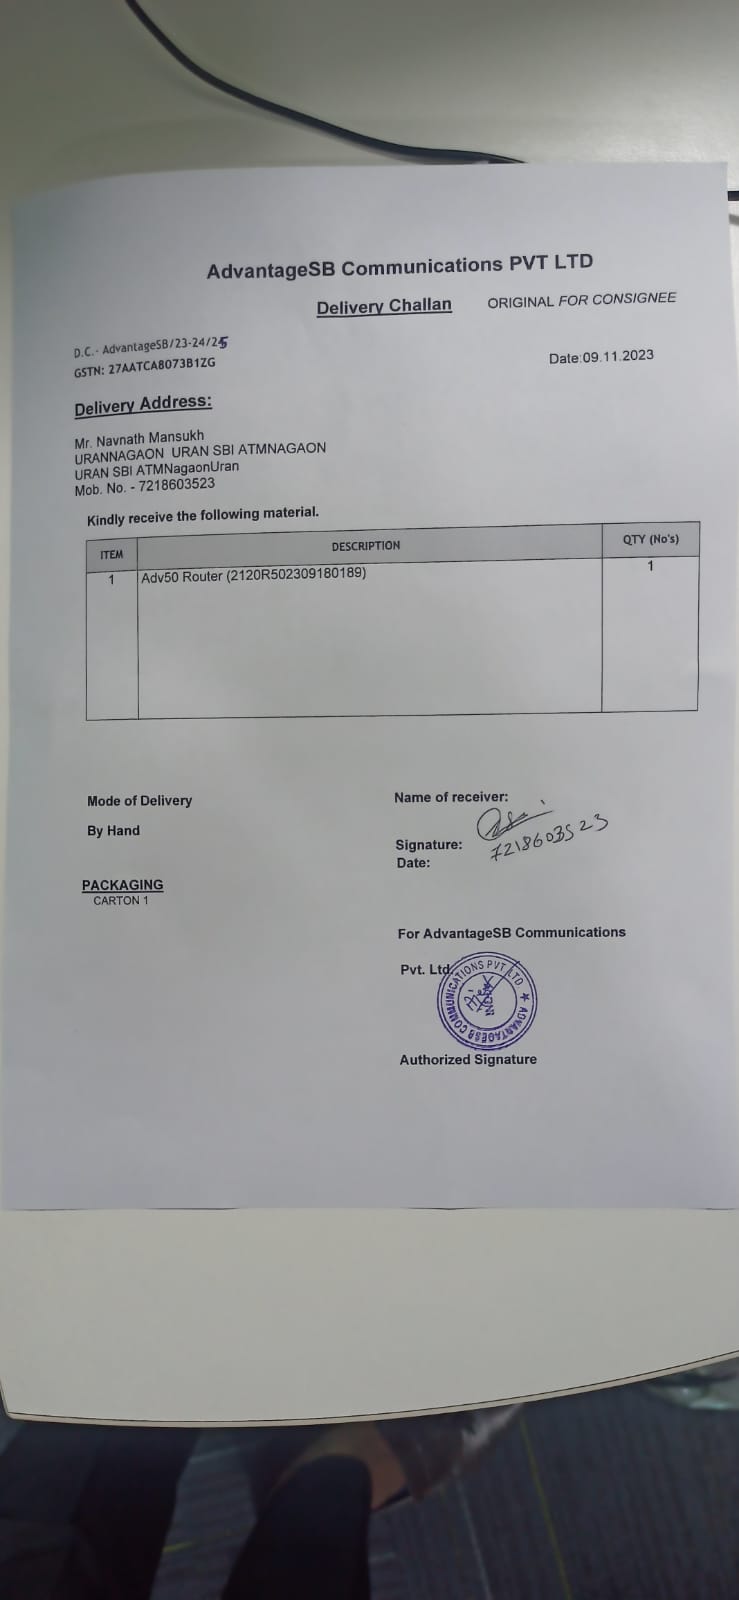 AdvantageSB Communications PVT LTD
Delivery Challan ORIGINAL FOR CONSIGNEE
D.C.- AdvantageSB/23-24/25
GSTN: 27AATCA8073B1ZG
Date:09.11.2023
Delivery Address:
Mr. Navnath Mansukh
URANNAGAON URAN SBI ATMNAGAON
URAN SBI ATMNagaonUran
Mob. No. - 7218603523
Kindly receive the following material.
ITEM DESCRIPTION QTY (No's)
1 Adv50 Router (2120R502309180189) 1
Mode of Delivery
By Hand
PACKAGING
CARTON 1
Name of receiver:
Signature:
7218603523
Date:
For AdvantageSB Communications
Pvt. Ltd
ADVANTAGESB COMMUNICATIONS PVT LTD
Authorized Signature